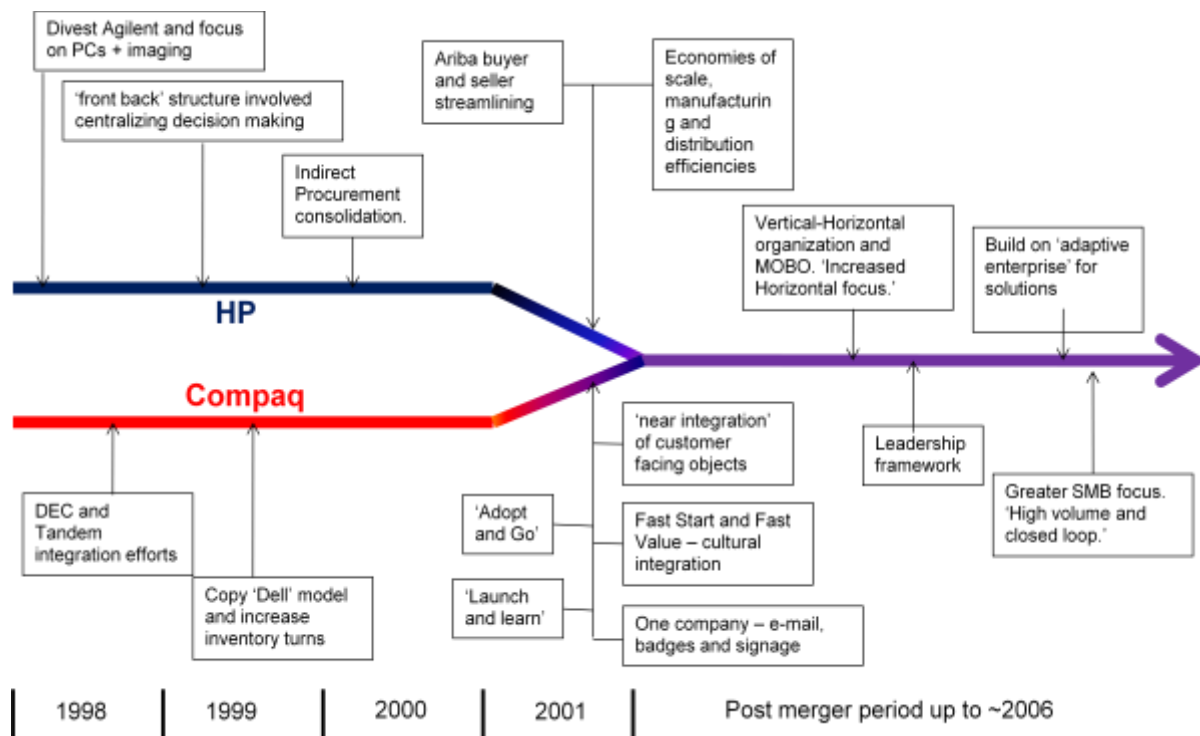 Divest Agilent and focus
on PCs + imaging
'front back' structure involved
centralizing decision making
Indirect
Procurement
consolidation.
Ariba buyer
and seller
streamlining
Economies of
scale,
manufacturin
g and
distribution
efficiencies
Vertical-Horizontal
organization and
MOBO. 'Increased
Horizontal focus.'
Build on 'adaptive
enterprise' for
solutions
HP
Compaq
DEC and
Tandem
integration efforts
Copy 'Dell' model
and increase
inventory turns
'Adopt
and Go'
'Launch
and learn'
'near integration'
of customer
facing objects
Fast Start and Fast
Value – cultural
integration
One company – e-mail,
badges and signage
Leadership
framework
Greater SMB focus.
'High volume and
closed loop.'
1998
1999
2000
2001
Post merger period up to ~2006